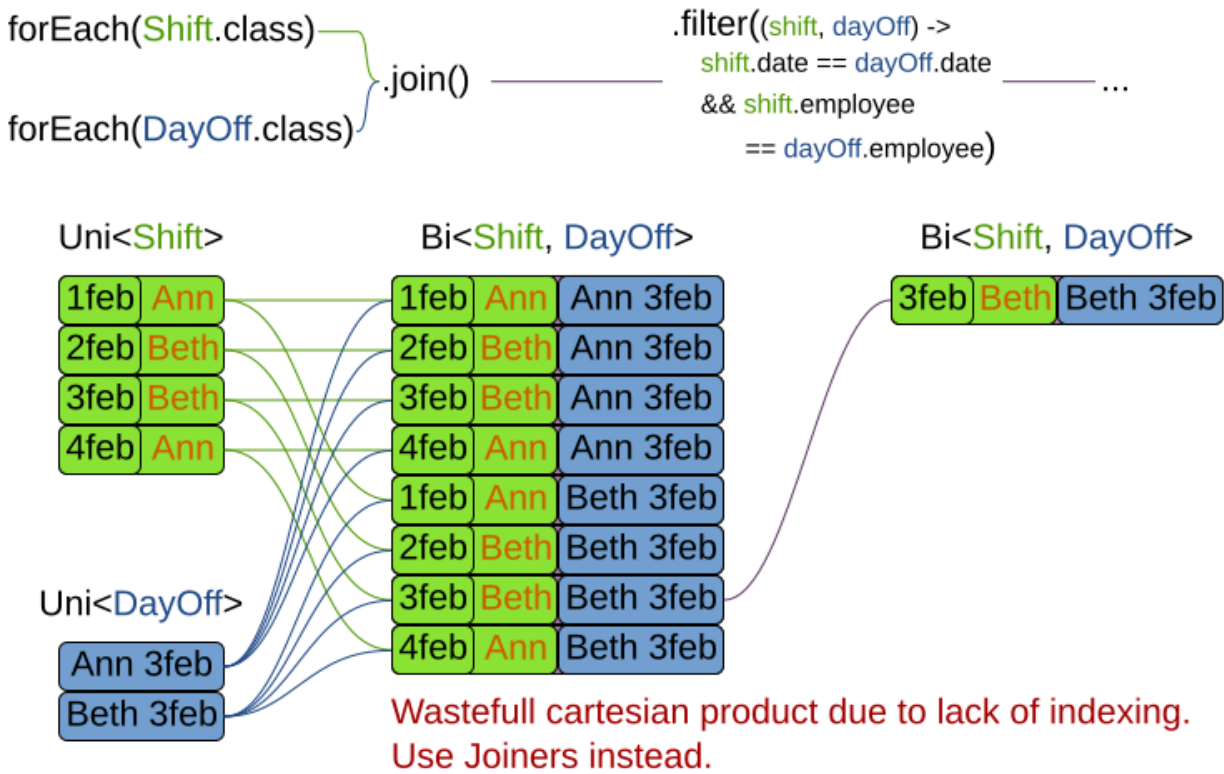 forEach(Shift.class)
forEach(DayOff.class)
.join()
.filter((shift, dayOff) ->
shift.date == dayOff.date
&& shift.employee
== dayOff.employee)
...
Uni<Shift>
1feb Ann
2feb Beth
3feb Beth
4feb Ann
Uni<DayOff>
Ann 3feb
Beth 3feb
Bi<Shift, DayOff>
1feb Ann Ann 3feb
2feb Beth Ann 3feb
3feb Beth Ann 3feb
4feb Ann Ann 3feb
1feb Ann Beth 3feb
2feb Beth Beth 3feb
3feb Beth Beth 3feb
4feb Ann Beth 3feb
Bi<Shift, DayOff>
3feb Beth Beth 3feb
Wastefull cartesian product due to lack of indexing.
Use Joiners instead.